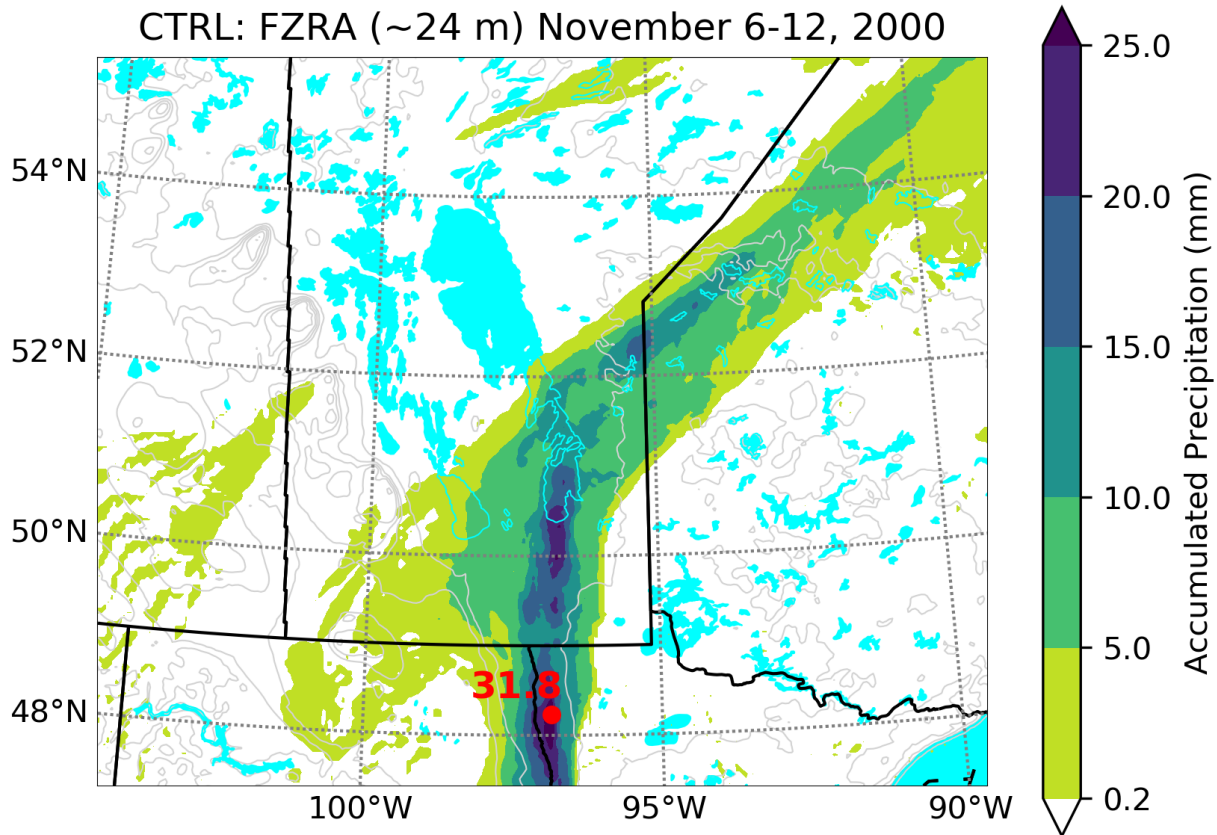 CTRL: FZRA (~24 m) November 6-12, 2000
54°N
52°N
50°N
48°N
100°W
95°W
90°W
31.8
25.0
20.0
15.0
10.0
5.0
0.2
Accumulated Precipitation (mm)